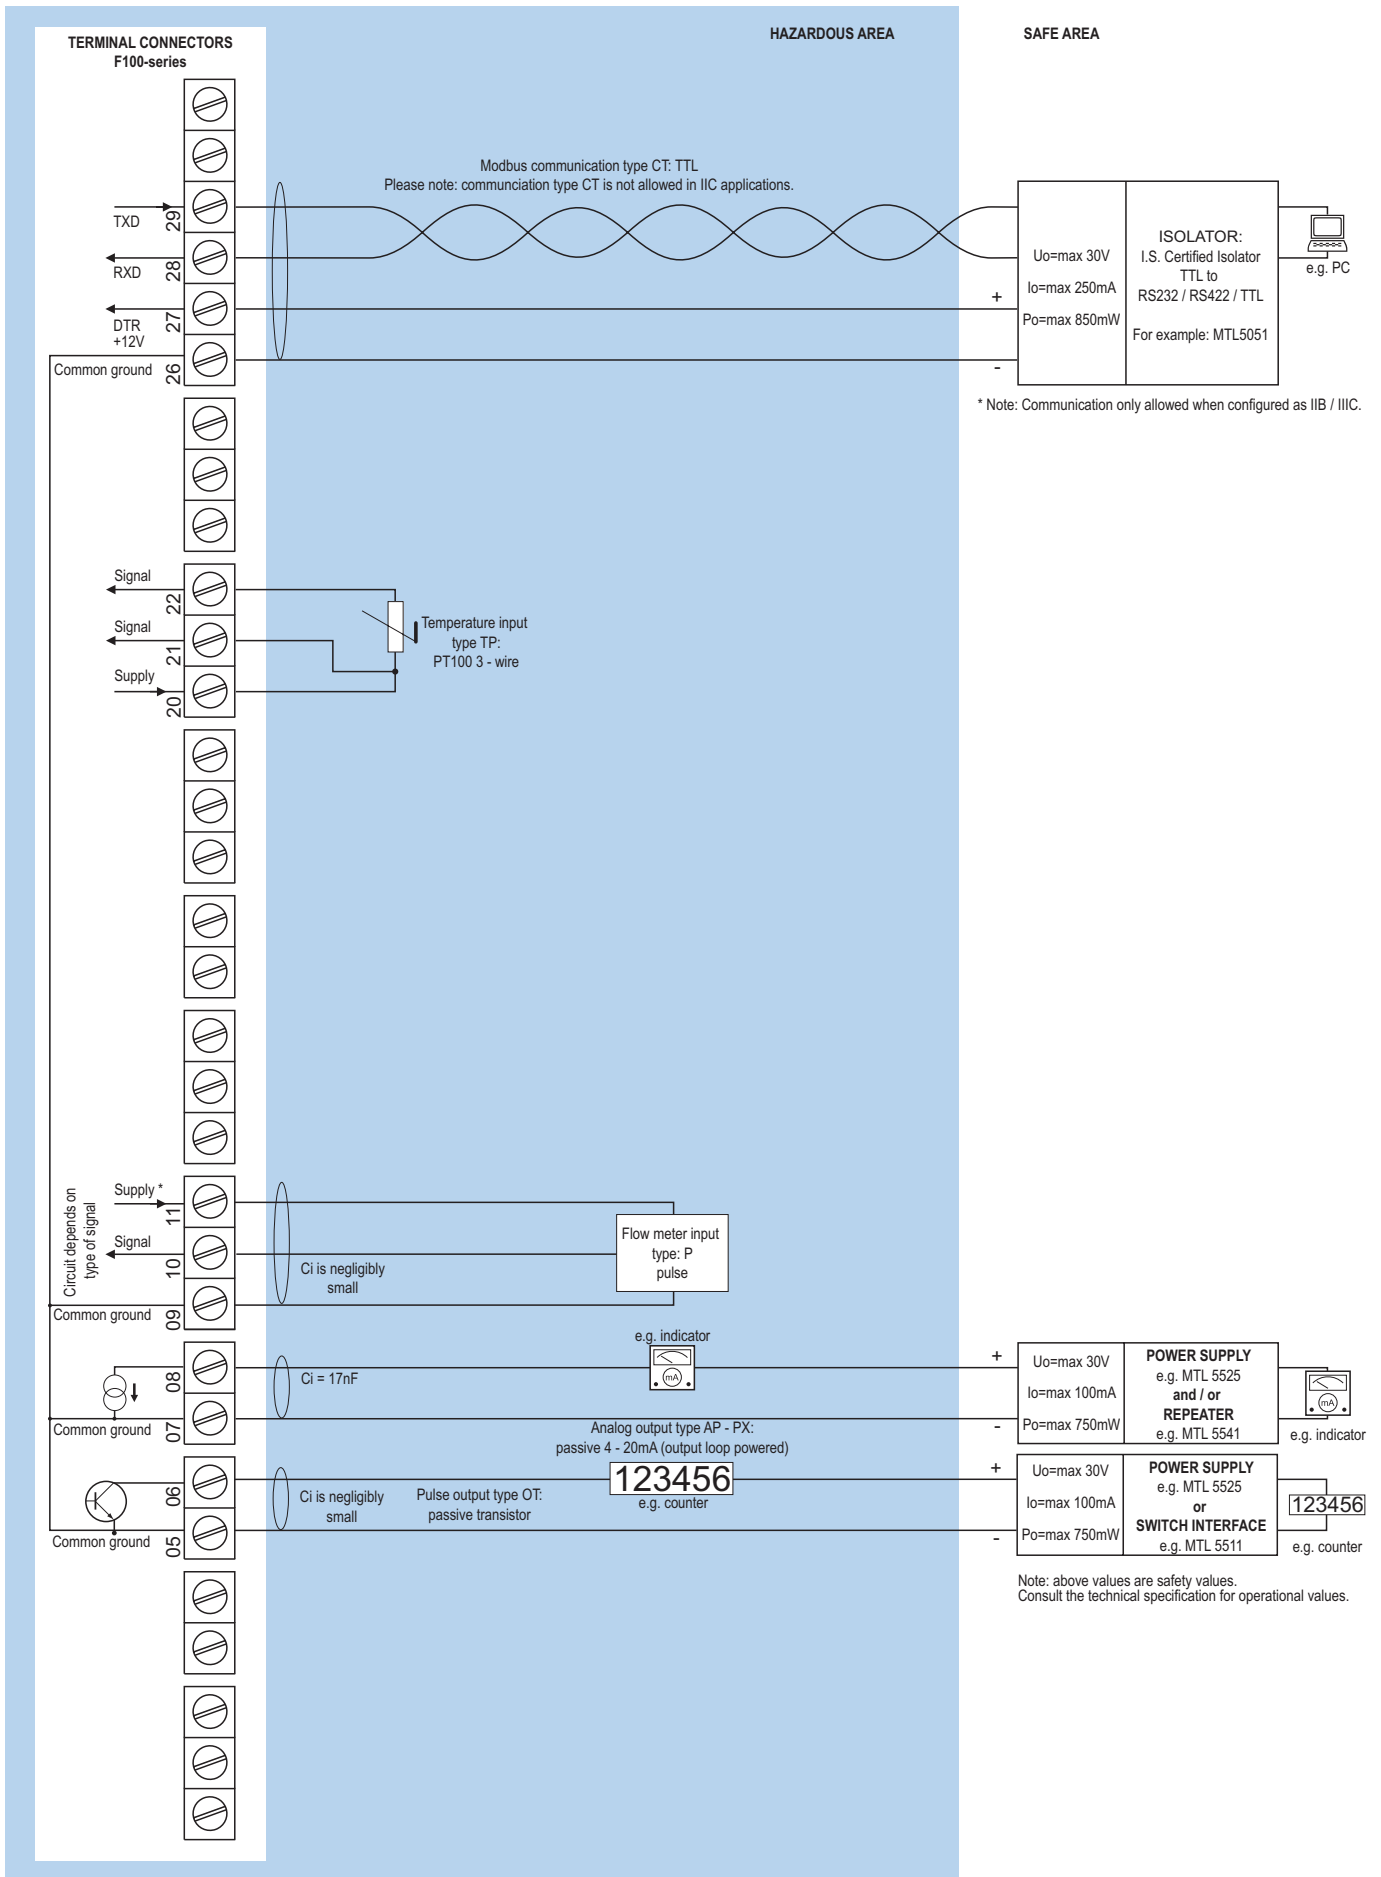 TERMINAL CONNECTORS
F100-series
HAZARDOUS AREA
SAFE AREA
Modbus communication type CT: TTL
Please note: communciation type CT is not allowed in IIC applications.
TXD
29
RXD
28
DTR
+12V
27
Common ground
26
+
-
Uo=max 30V
Io=max 250mA
Po=max 850mW
ISOLATOR:
I.S. Certified Isolator
TTL to
RS232 / RS422 / TTL
For example: MTL5051
e.g. PC
* Note: Communication only allowed when configured as IIB / IIIC.
Signal
22
Signal
21
Supply
20
Temperature input
type TP:
PT100 3 - wire
Circuit depends on
type of signal
Supply *
11
Signal
10
Common ground
09
Ci is negligibly
small
Flow meter input
type: P
pulse
08
Common ground
07
Ci = 17nF
e.g. indicator
mA
Analog output type AP - PX:
passive 4 - 20mA (output loop powered)
+
-
Uo=max 30V
Io=max 100mA
Po=max 750mW
POWER SUPPLY
e.g. MTL 5525
and / or
REPEATER
e.g. MTL 5541
mA
e.g. indicator
06
Common ground
05
Ci is negligibly
small
Pulse output type OT:
passive transistor
123456
e.g. counter
+
-
Uo=max 30V
Io=max 100mA
Po=max 750mW
POWER SUPPLY
e.g. MTL 5525
or
SWITCH INTERFACE
e.g. MTL 5511
123456
e.g. counter
Note: above values are safety values.
Consult the technical specification for operational values.